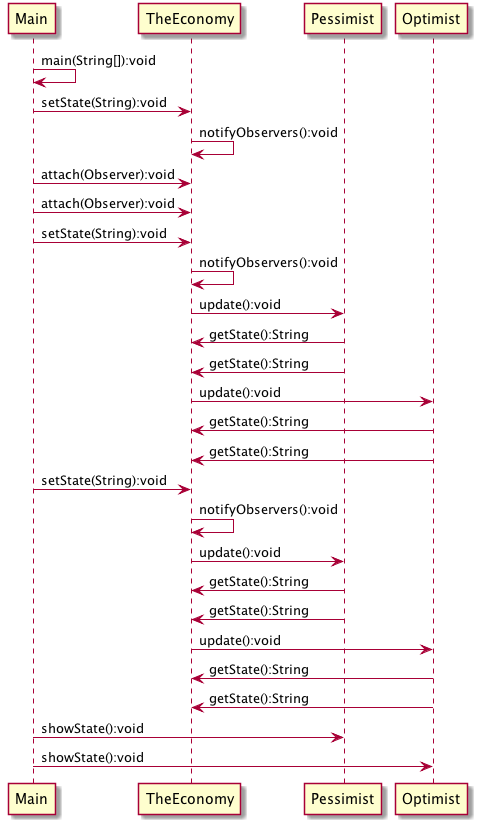 Main TheEconomy Pessimist Optimist
main(String[]):void
setState(String):void
notifyObservers():void
attach(Observer):void
attach(Observer):void
setState(String):void
notifyObservers():void
update():void
getState():String
getState():String
update():void
getState():String
getState():String
setState(String):void
notifyObservers():void
update():void
getState():String
getState():String
update():void
getState():String
getState():String
showState():void
showState():void
Main TheEconomy Pessimist Optimist